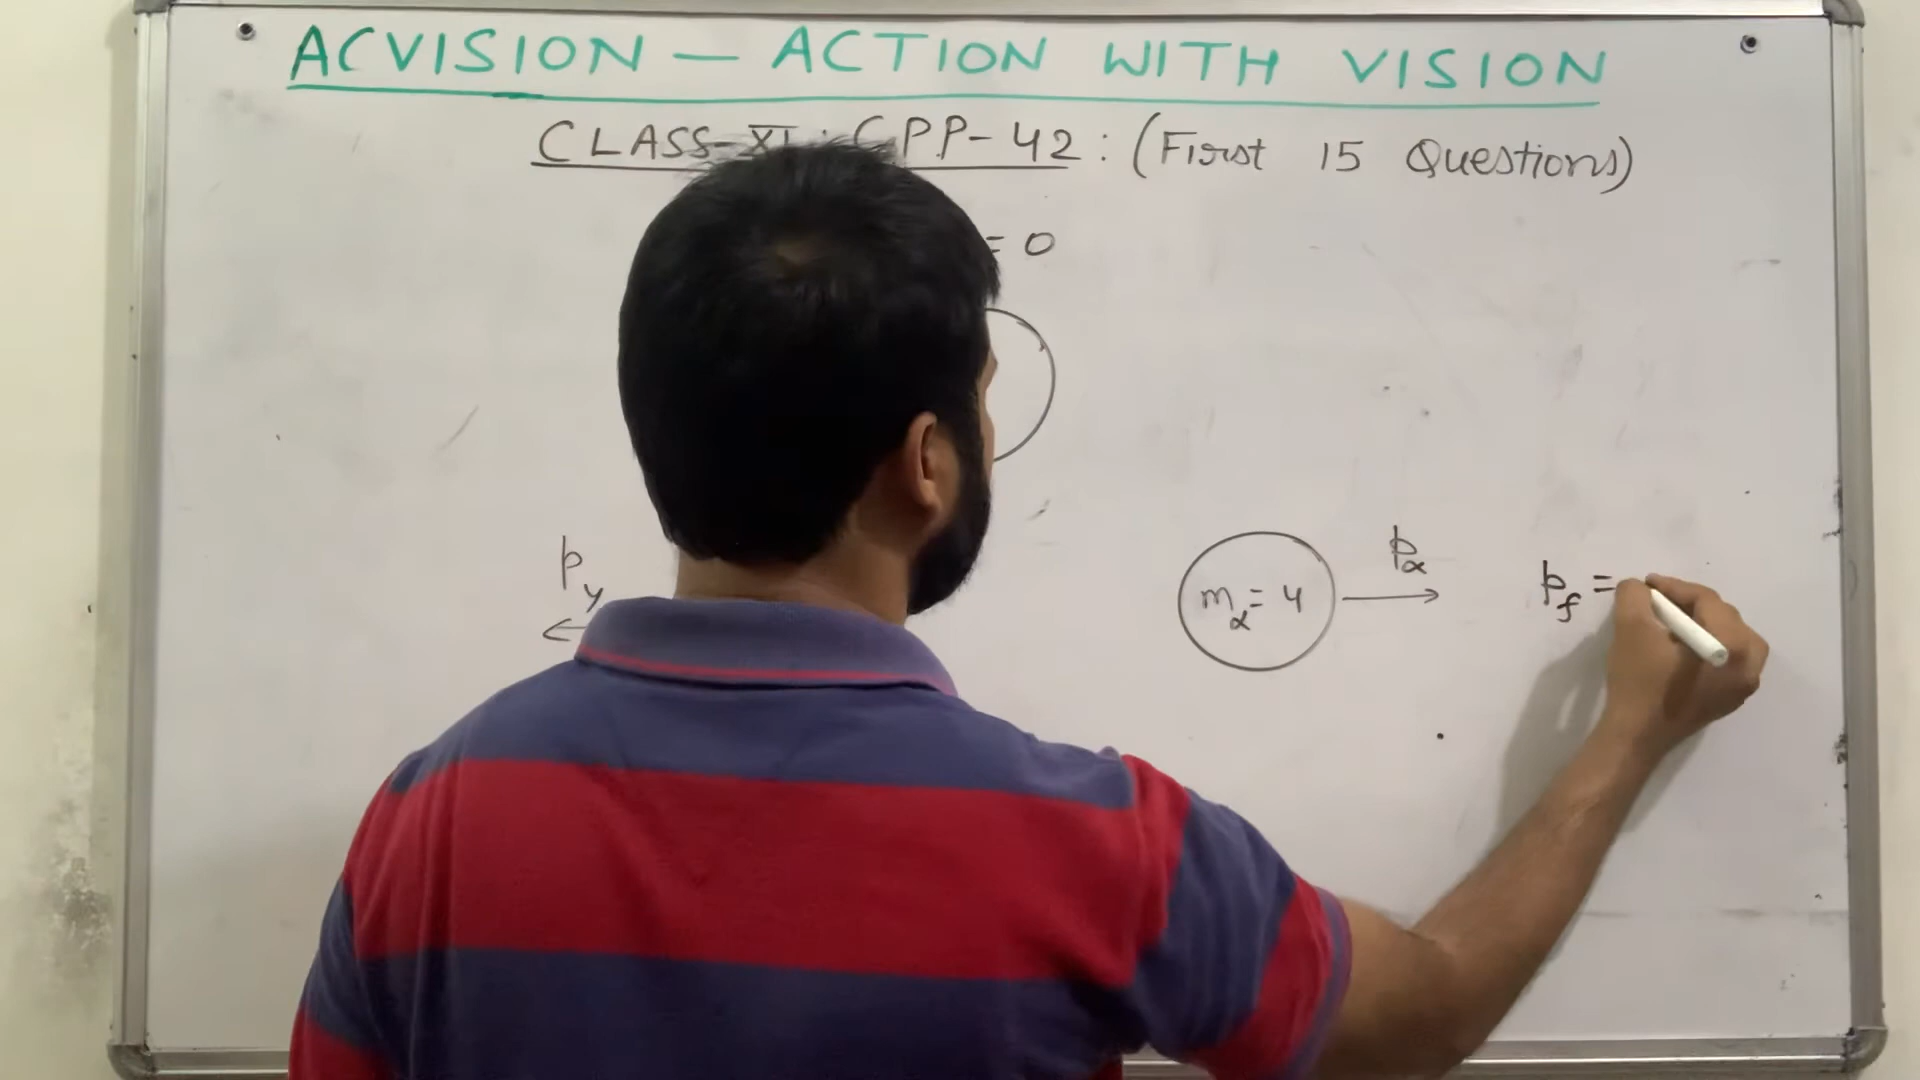 ACVISION — ACTION WITH VISION
CLASS-XI: CPP-42: (First 15 Questions)
= 0
p_y
m_α = 4
p_α
p_f =